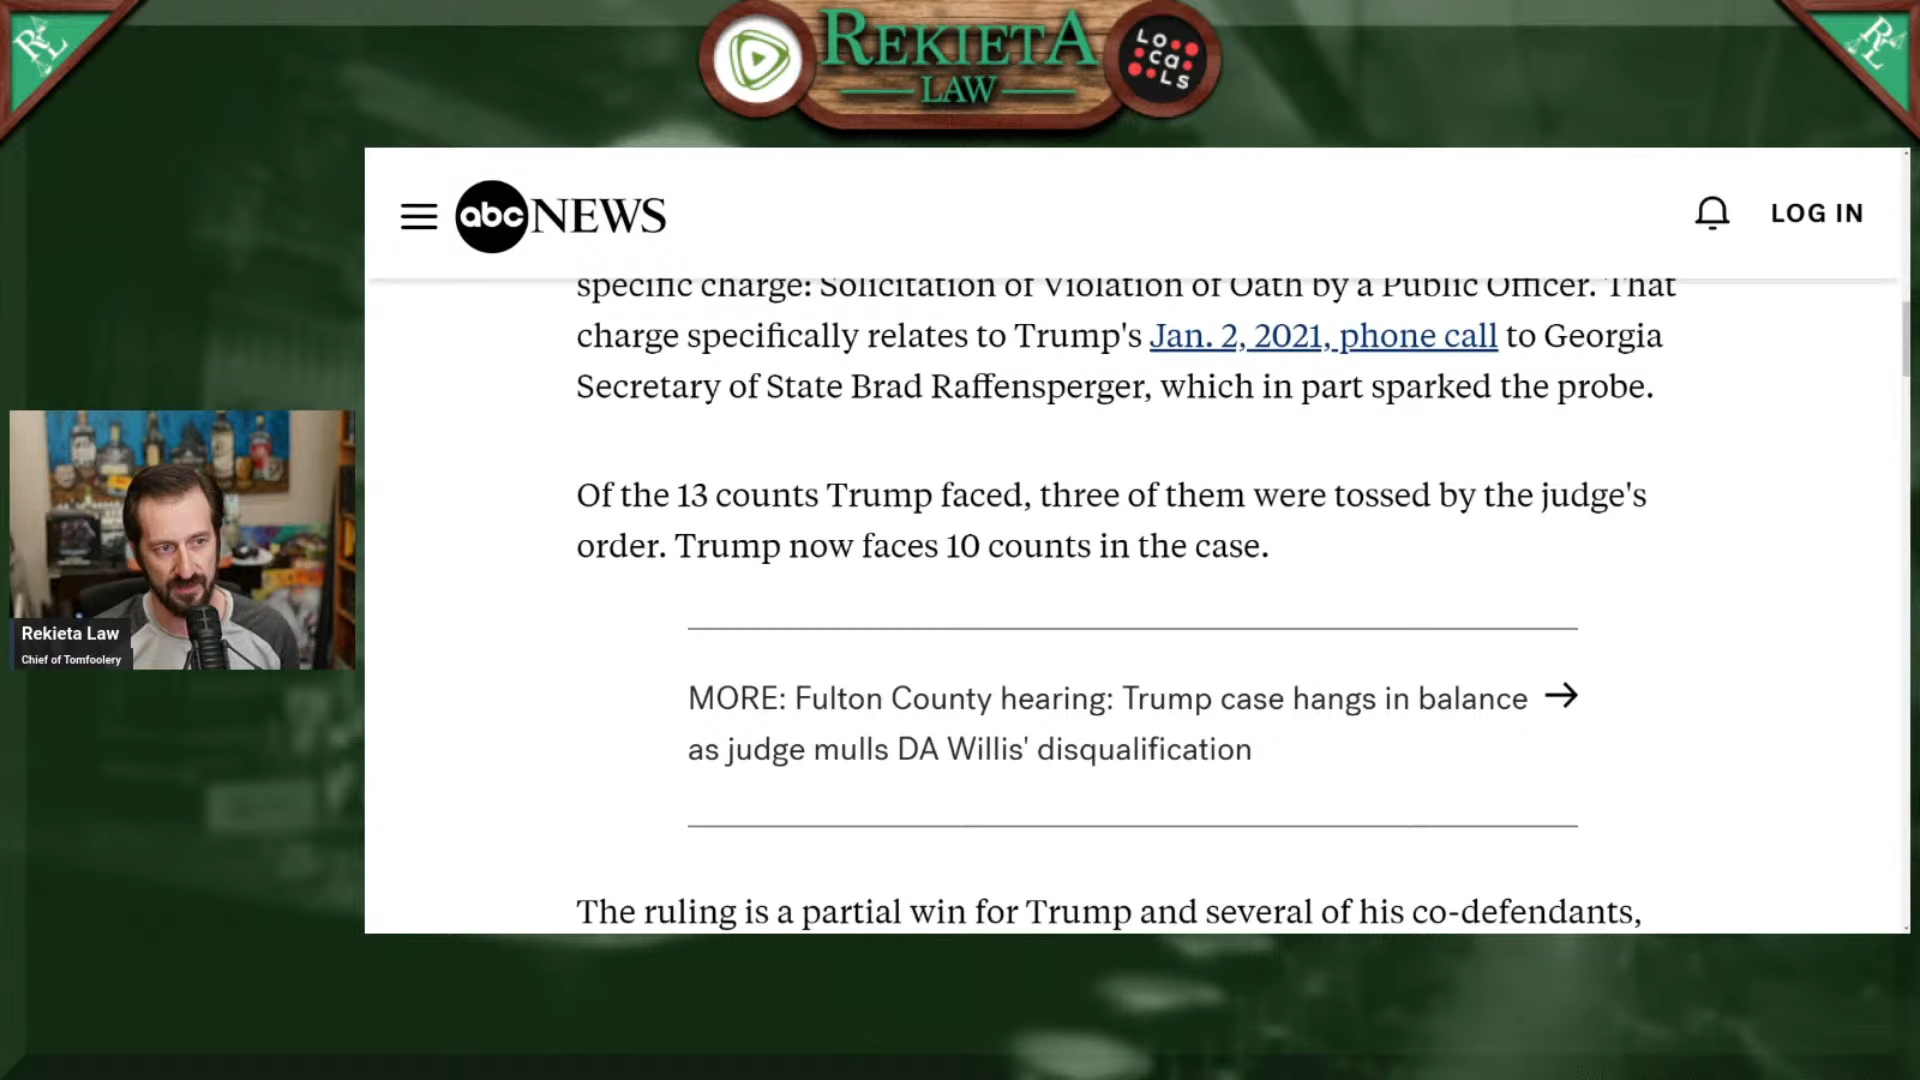 RL
REKIETA
LAW
LOcaLS
RL
abc NEWS
LOG IN
specific charge: Solicitation of Violation of Oath by a Public Officer. That
charge specifically relates to Trump's Jan. 2, 2021, phone call to Georgia
Secretary of State Brad Raffensperger, which in part sparked the probe.
Of the 13 counts Trump faced, three of them were tossed by the judge's
order. Trump now faces 10 counts in the case.
MORE: Fulton County hearing: Trump case hangs in balance →
as judge mulls DA Willis' disqualification
The ruling is a partial win for Trump and several of his co-defendants,
Rekieta Law
Chief of Tomfoolery